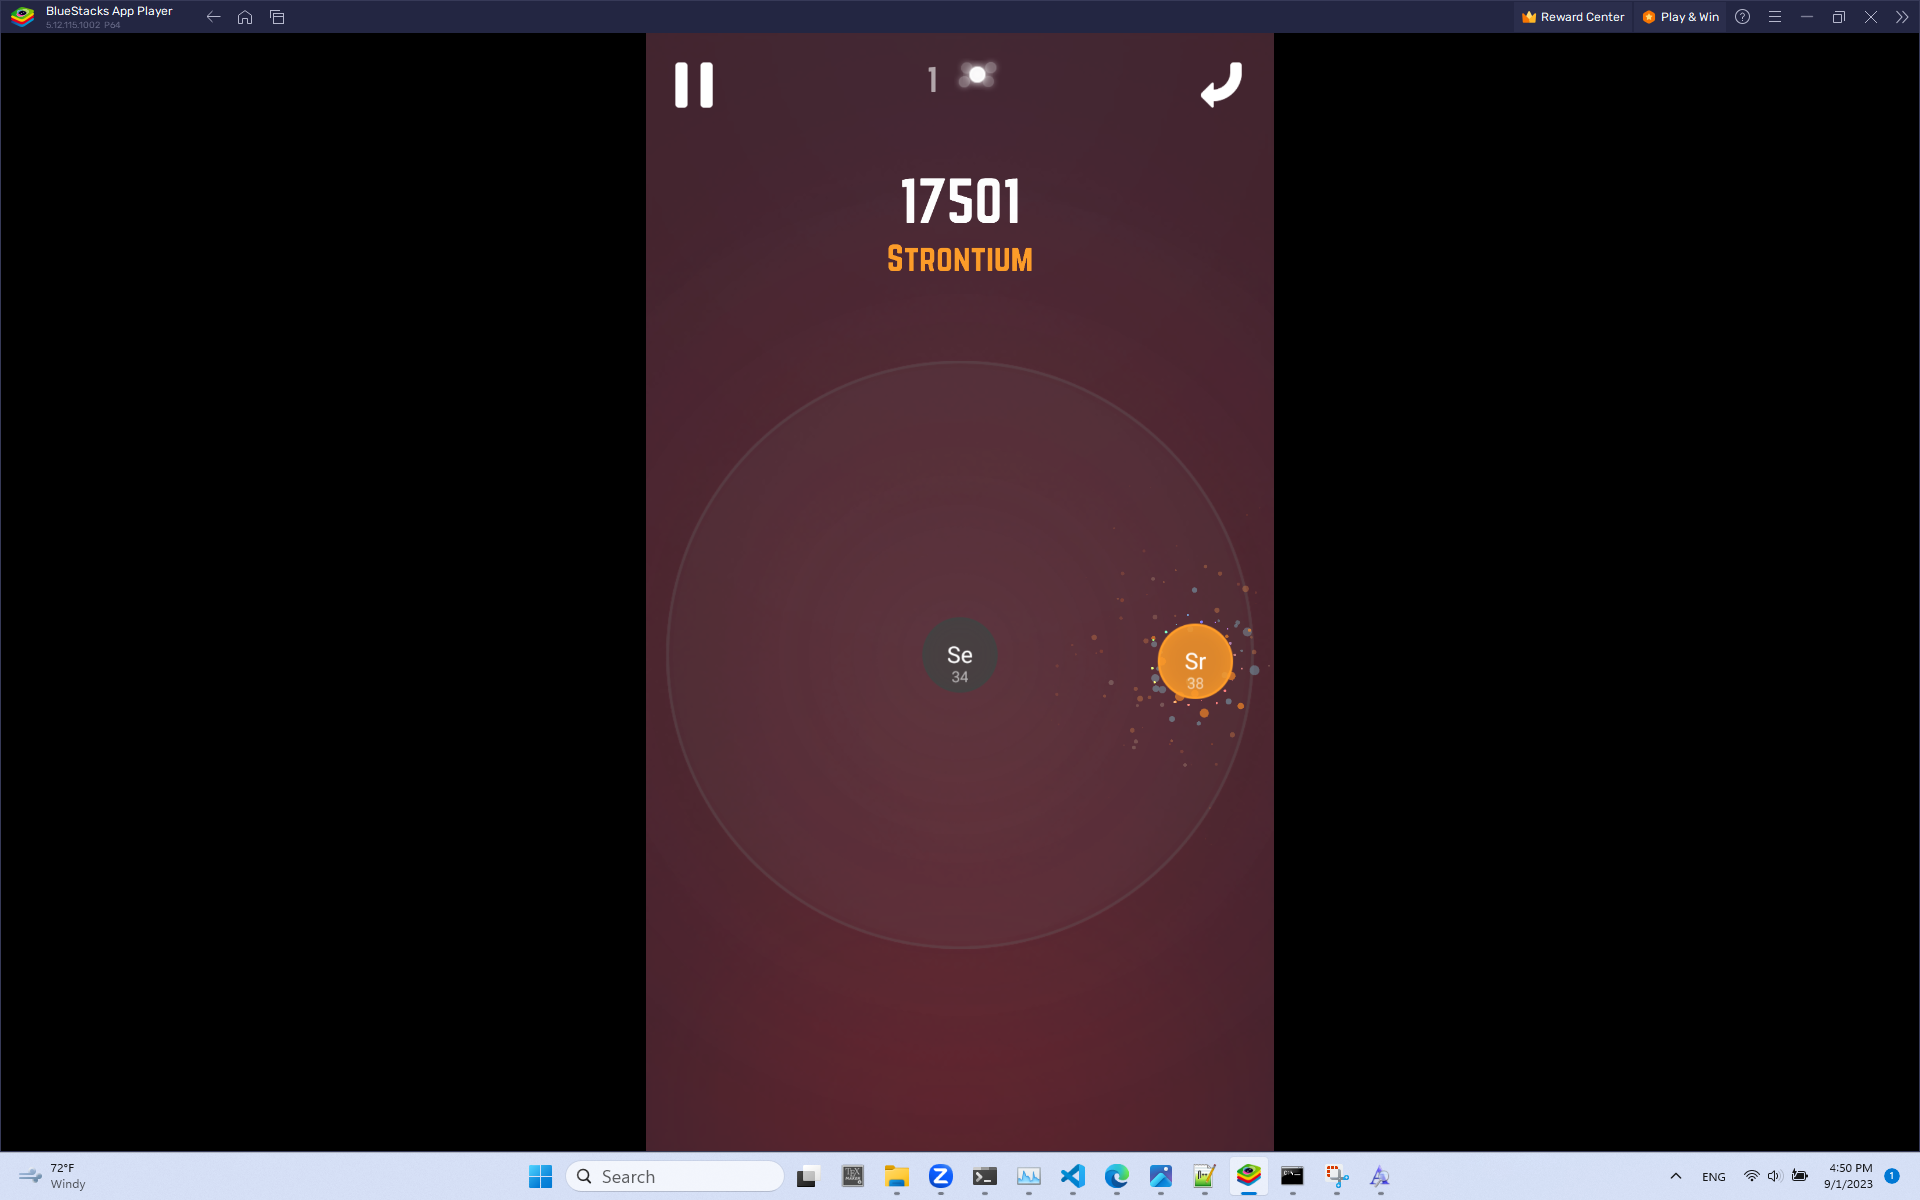 BlueStacks App Player
5.12.115.1002 P64
Reward Center
Play & Win
1
17501
STRONTIUM
Se
34
Sr
38
72°F
Windy
Search
ENG
4:50 PM
9/1/2023
1